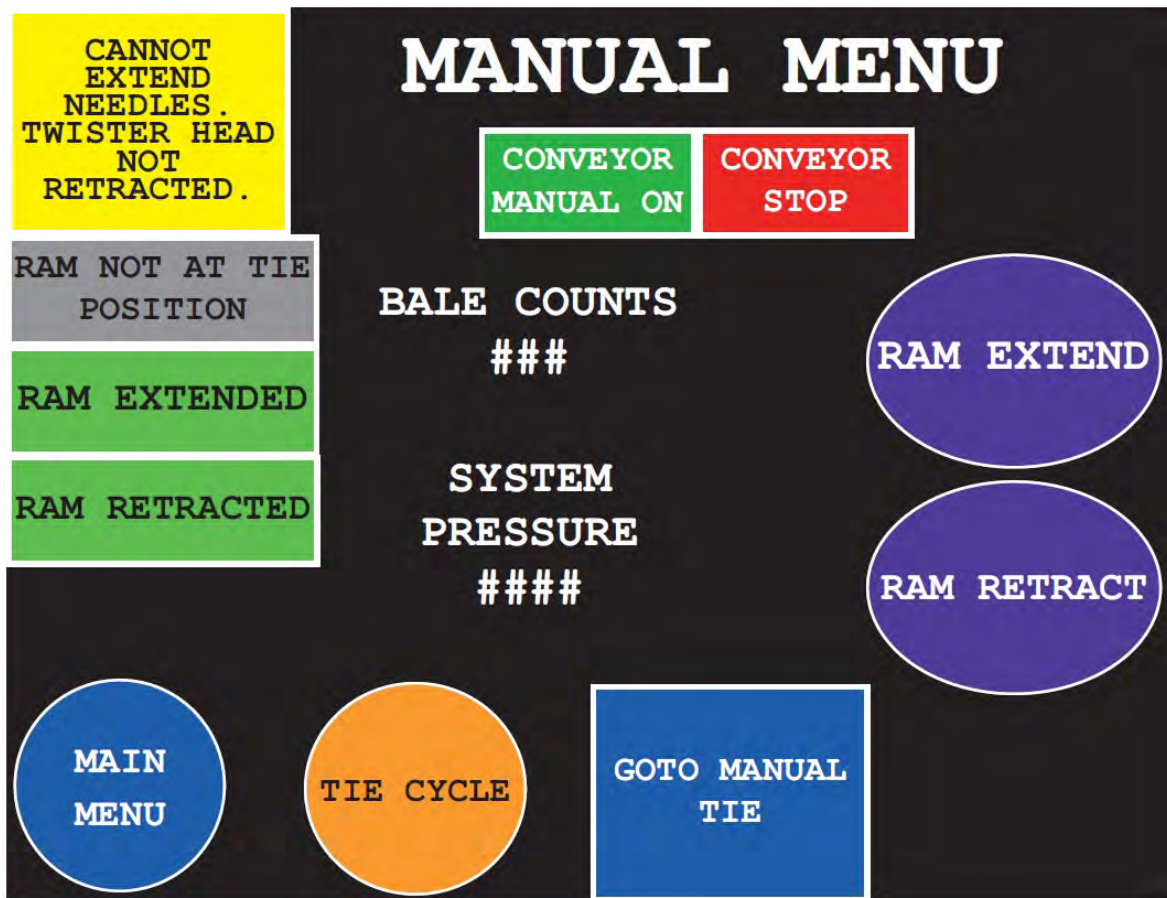 CANNOT
EXTEND
NEEDLES.
TWISTER HEAD
NOT
RETRACTED.
MANUAL MENU
CONVEYOR
MANUAL ON
CONVEYOR
STOP
RAM NOT AT TIE
POSITION
RAM EXTENDED
RAM RETRACTED
BALE COUNTS
###
SYSTEM
PRESSURE
####
RAM EXTEND
RAM RETRACT
MAIN
MENU
TIE CYCLE
GOTO MANUAL
TIE